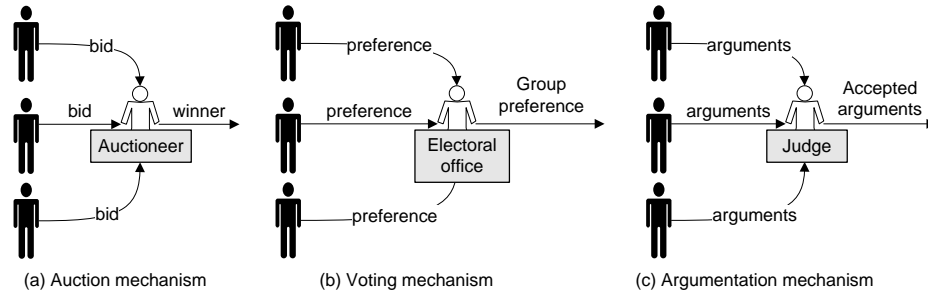 bid
bid
winner
Auctioneer
bid
(a) Auction mechanism
preference
preference
Group
preference
Electoral
office
preference
(b) Voting mechanism
arguments
arguments
Accepted
arguments
Judge
arguments
(c) Argumentation mechanism